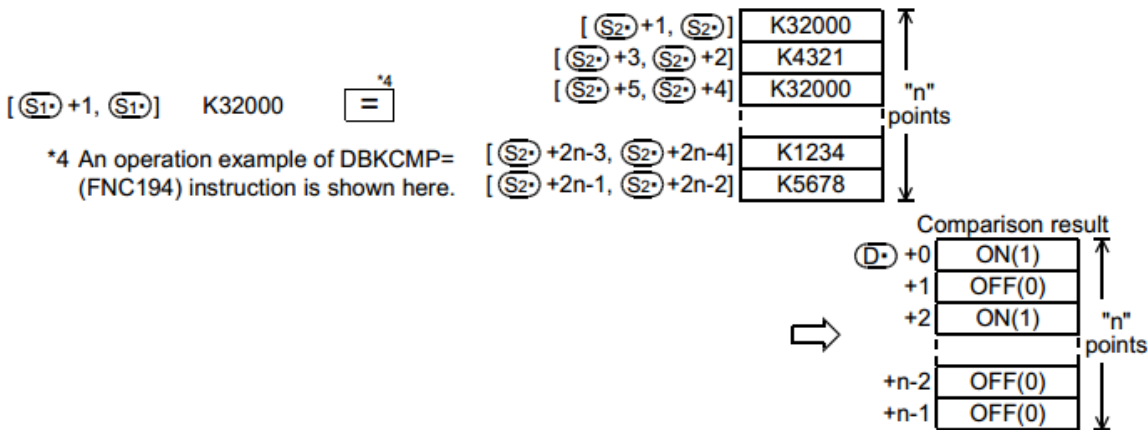 [ (S2•) +1, (S2•) ] K32000
[ (S2•) +3, (S2•) +2] K4321
[ (S2•) +5, (S2•) +4] K32000
"n"
points
*4
[ (S1•) +1, (S1•) ] K32000 =
*4 An operation example of DBKCMP=
(FNC194) instruction is shown here.
[ (S2•) +2n-3, (S2•) +2n-4] K1234
[ (S2•) +2n-1, (S2•) +2n-2] K5678
Comparison result
(D•) +0 ON(1)
+1 OFF(0)
+2 ON(1)
"n"
points
+n-2 OFF(0)
+n-1 OFF(0)